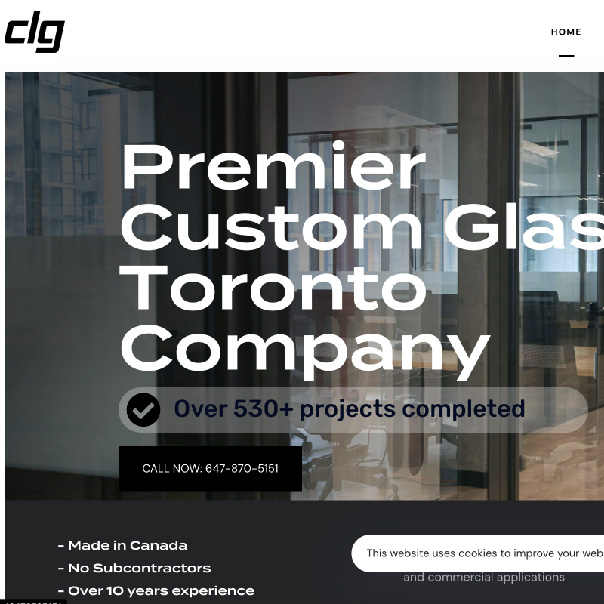 clg
HOME
Premier
Custom Glas
Toronto
Company
Over 530+ projects completed
CALL NOW: 647-870-5151
- Made in Canada
- No Subcontractors
- Over 10 years experience
This website uses cookies to improve your web
and commercial applications